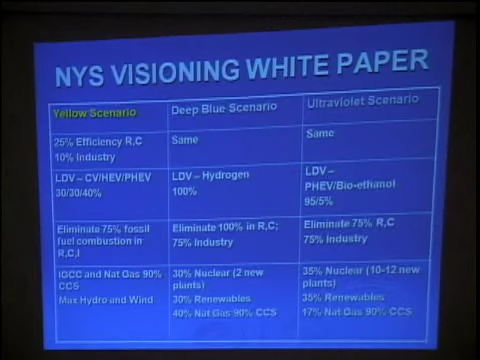 NYS VISIONING WHITE PAPER
Yellow Scenario
Deep Blue Scenario
Ultraviolet Scenario
25% Efficiency R,C
10% Industry
Same
Same
LDV – CV/HEV/PHEV
30/30/40%
LDV – Hydrogen
100%
LDV –
PHEV/Bio-ethanol
95/5%
Eliminate 75% fossil
fuel combustion in
R,C,I
Eliminate 100% in R,C;
75% Industry
Eliminate 75% R,C
75% Industry
IGCC and Nat Gas 90%
CCS
Max Hydro and Wind
30% Nuclear (2 new
plants)
30% Renewables
40% Nat Gas 90% CCS
35% Nuclear (10-12 new
plants)
35% Renewables
17% Nat Gas 90% CCS